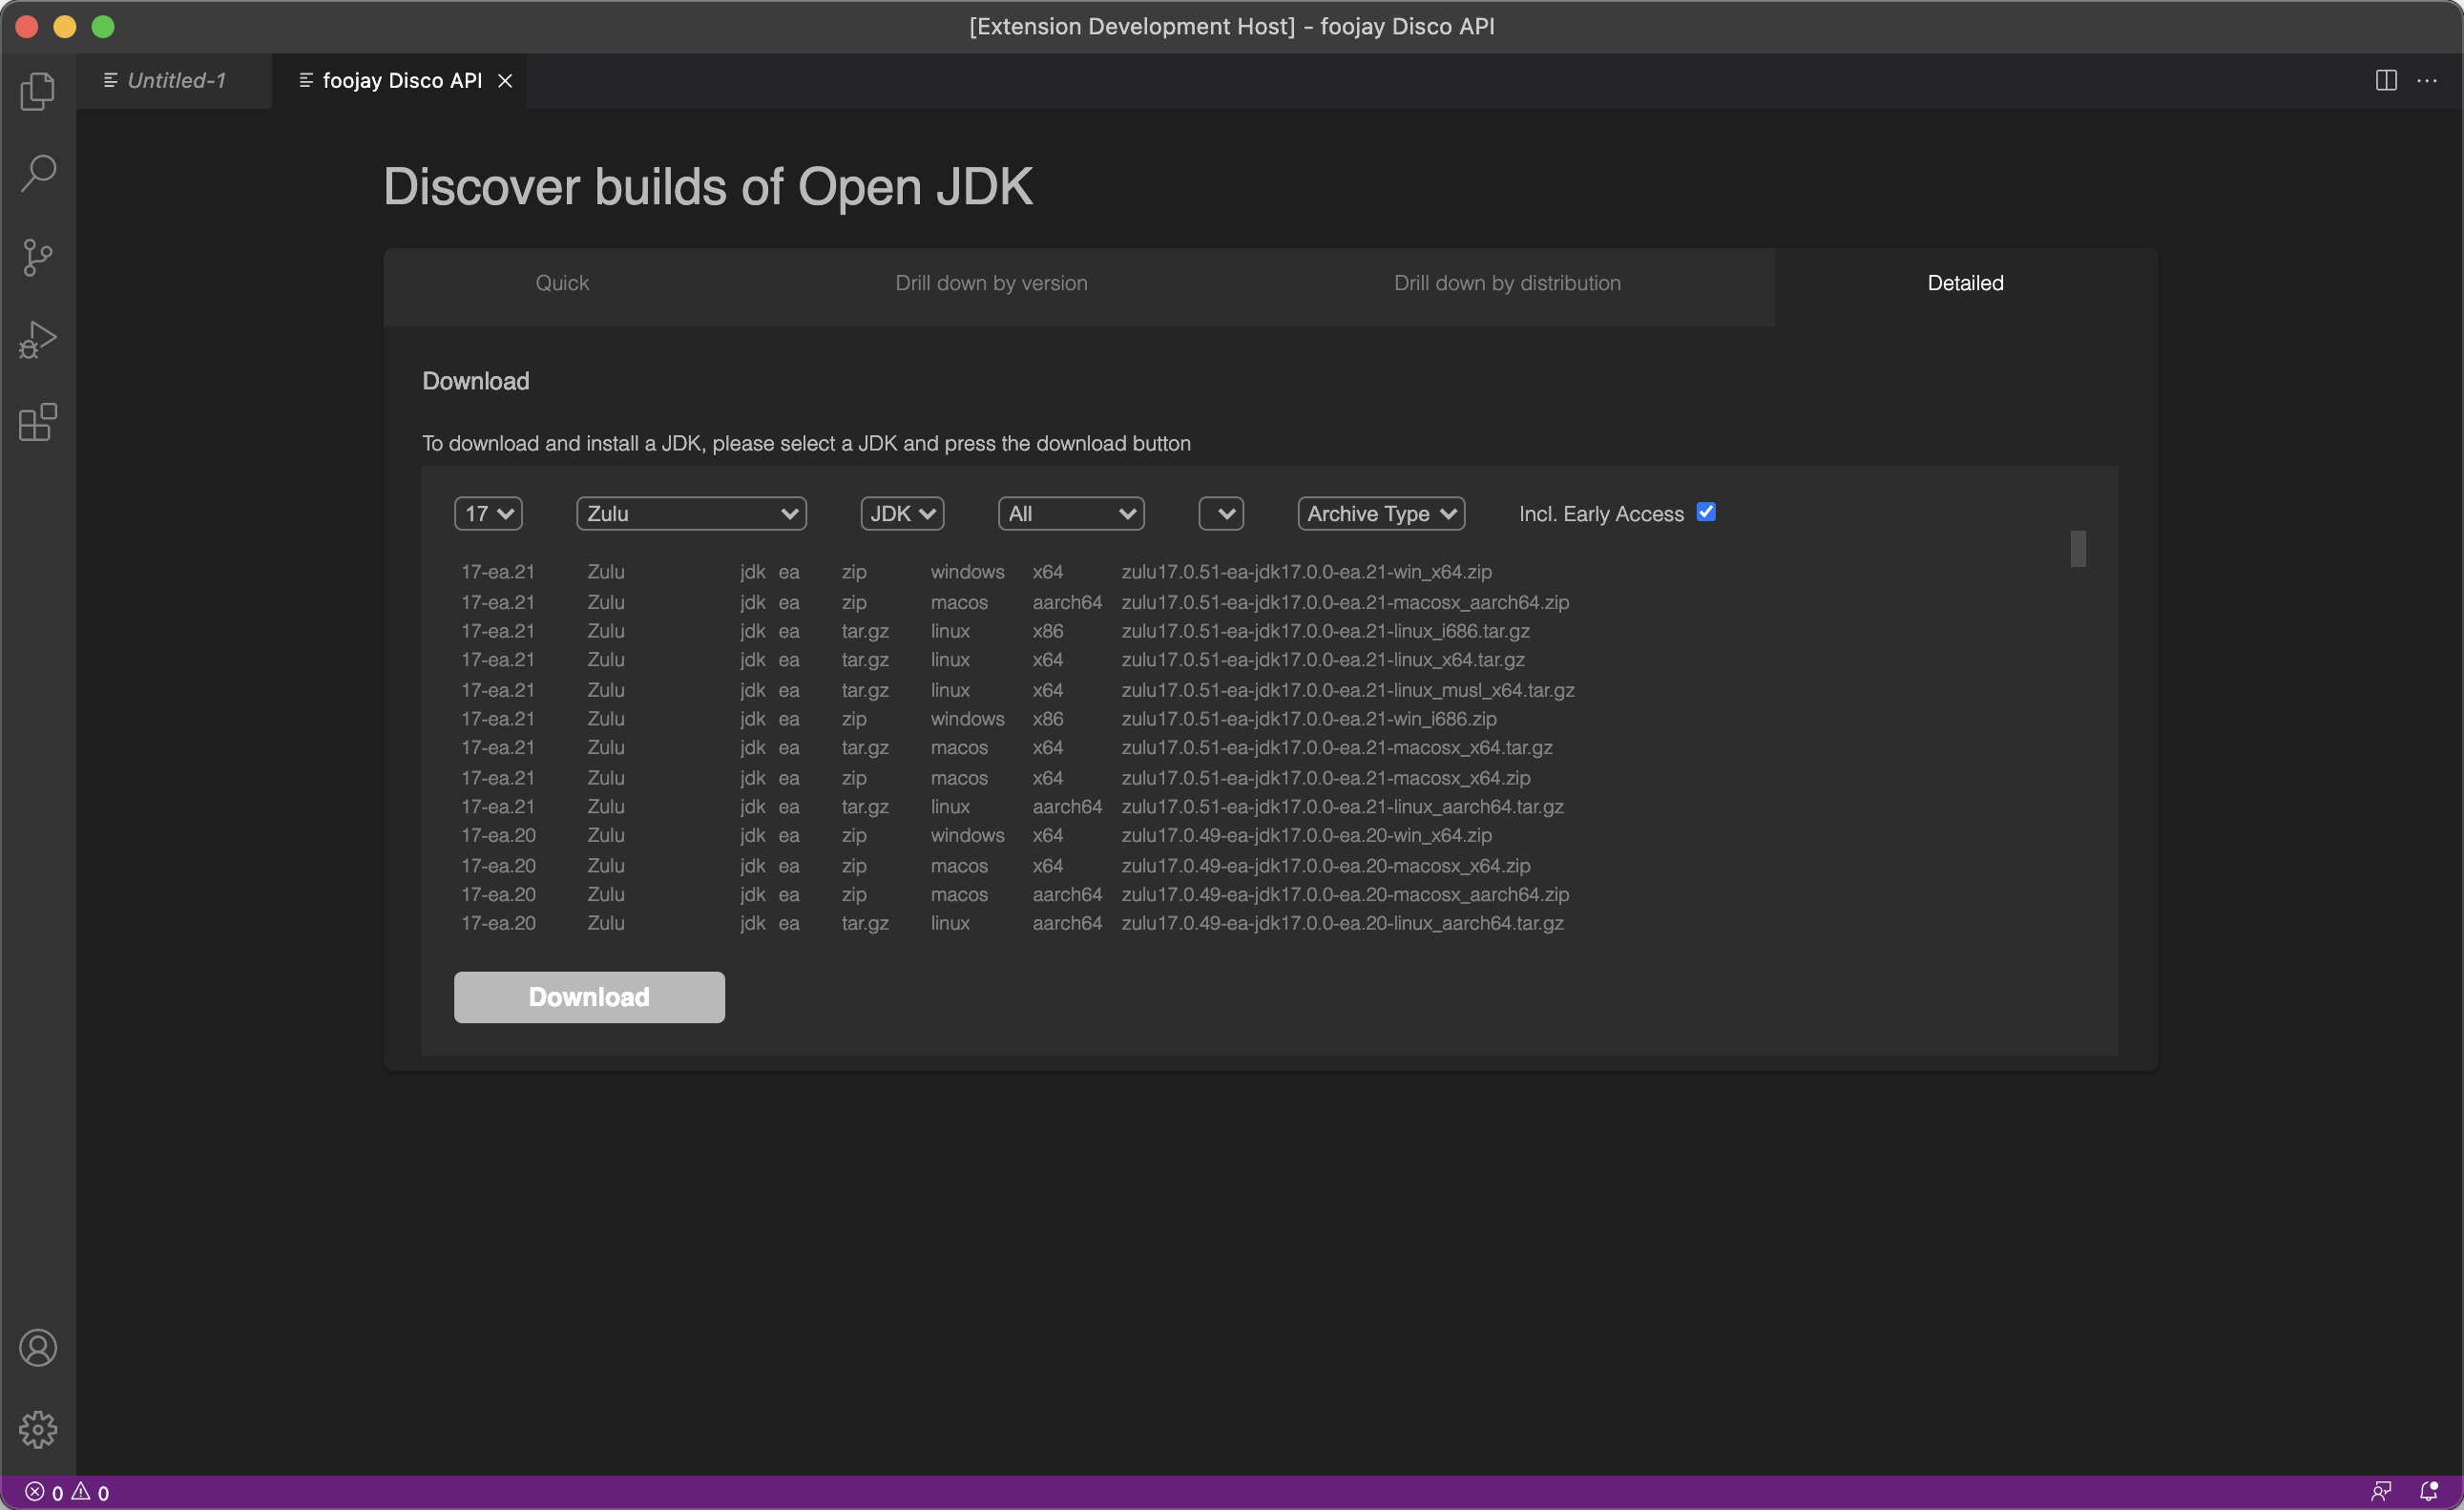 [Extension Development Host] - foojay Disco API
Untitled-1 foojay Disco API
Discover builds of Open JDK
Quick Drill down by version Drill down by distribution Detailed
Download
To download and install a JDK, please select a JDK and press the download button
17 Zulu JDK All Archive Type Incl. Early Access
17-ea.21 Zulu jdk ea zip windows x64 zulu17.0.51-ea-jdk17.0.0-ea.21-win_x64.zip
17-ea.21 Zulu jdk ea zip macos aarch64 zulu17.0.51-ea-jdk17.0.0-ea.21-macosx_aarch64.zip
17-ea.21 Zulu jdk ea tar.gz linux x86 zulu17.0.51-ea-jdk17.0.0-ea.21-linux_i686.tar.gz
17-ea.21 Zulu jdk ea tar.gz linux x64 zulu17.0.51-ea-jdk17.0.0-ea.21-linux_x64.tar.gz
17-ea.21 Zulu jdk ea tar.gz linux x64 zulu17.0.51-ea-jdk17.0.0-ea.21-linux_musl_x64.tar.gz
17-ea.21 Zulu jdk ea zip windows x86 zulu17.0.51-ea-jdk17.0.0-ea.21-win_i686.zip
17-ea.21 Zulu jdk ea tar.gz macos x64 zulu17.0.51-ea-jdk17.0.0-ea.21-macosx_x64.tar.gz
17-ea.21 Zulu jdk ea zip macos x64 zulu17.0.51-ea-jdk17.0.0-ea.21-macosx_x64.zip
17-ea.21 Zulu jdk ea tar.gz linux aarch64 zulu17.0.51-ea-jdk17.0.0-ea.21-linux_aarch64.tar.gz
17-ea.20 Zulu jdk ea zip windows x64 zulu17.0.49-ea-jdk17.0.0-ea.20-win_x64.zip
17-ea.20 Zulu jdk ea zip macos x64 zulu17.0.49-ea-jdk17.0.0-ea.20-macosx_x64.zip
17-ea.20 Zulu jdk ea zip macos aarch64 zulu17.0.49-ea-jdk17.0.0-ea.20-macosx_aarch64.zip
17-ea.20 Zulu jdk ea tar.gz linux aarch64 zulu17.0.49-ea-jdk17.0.0-ea.20-linux_aarch64.tar.gz
Download
0 0